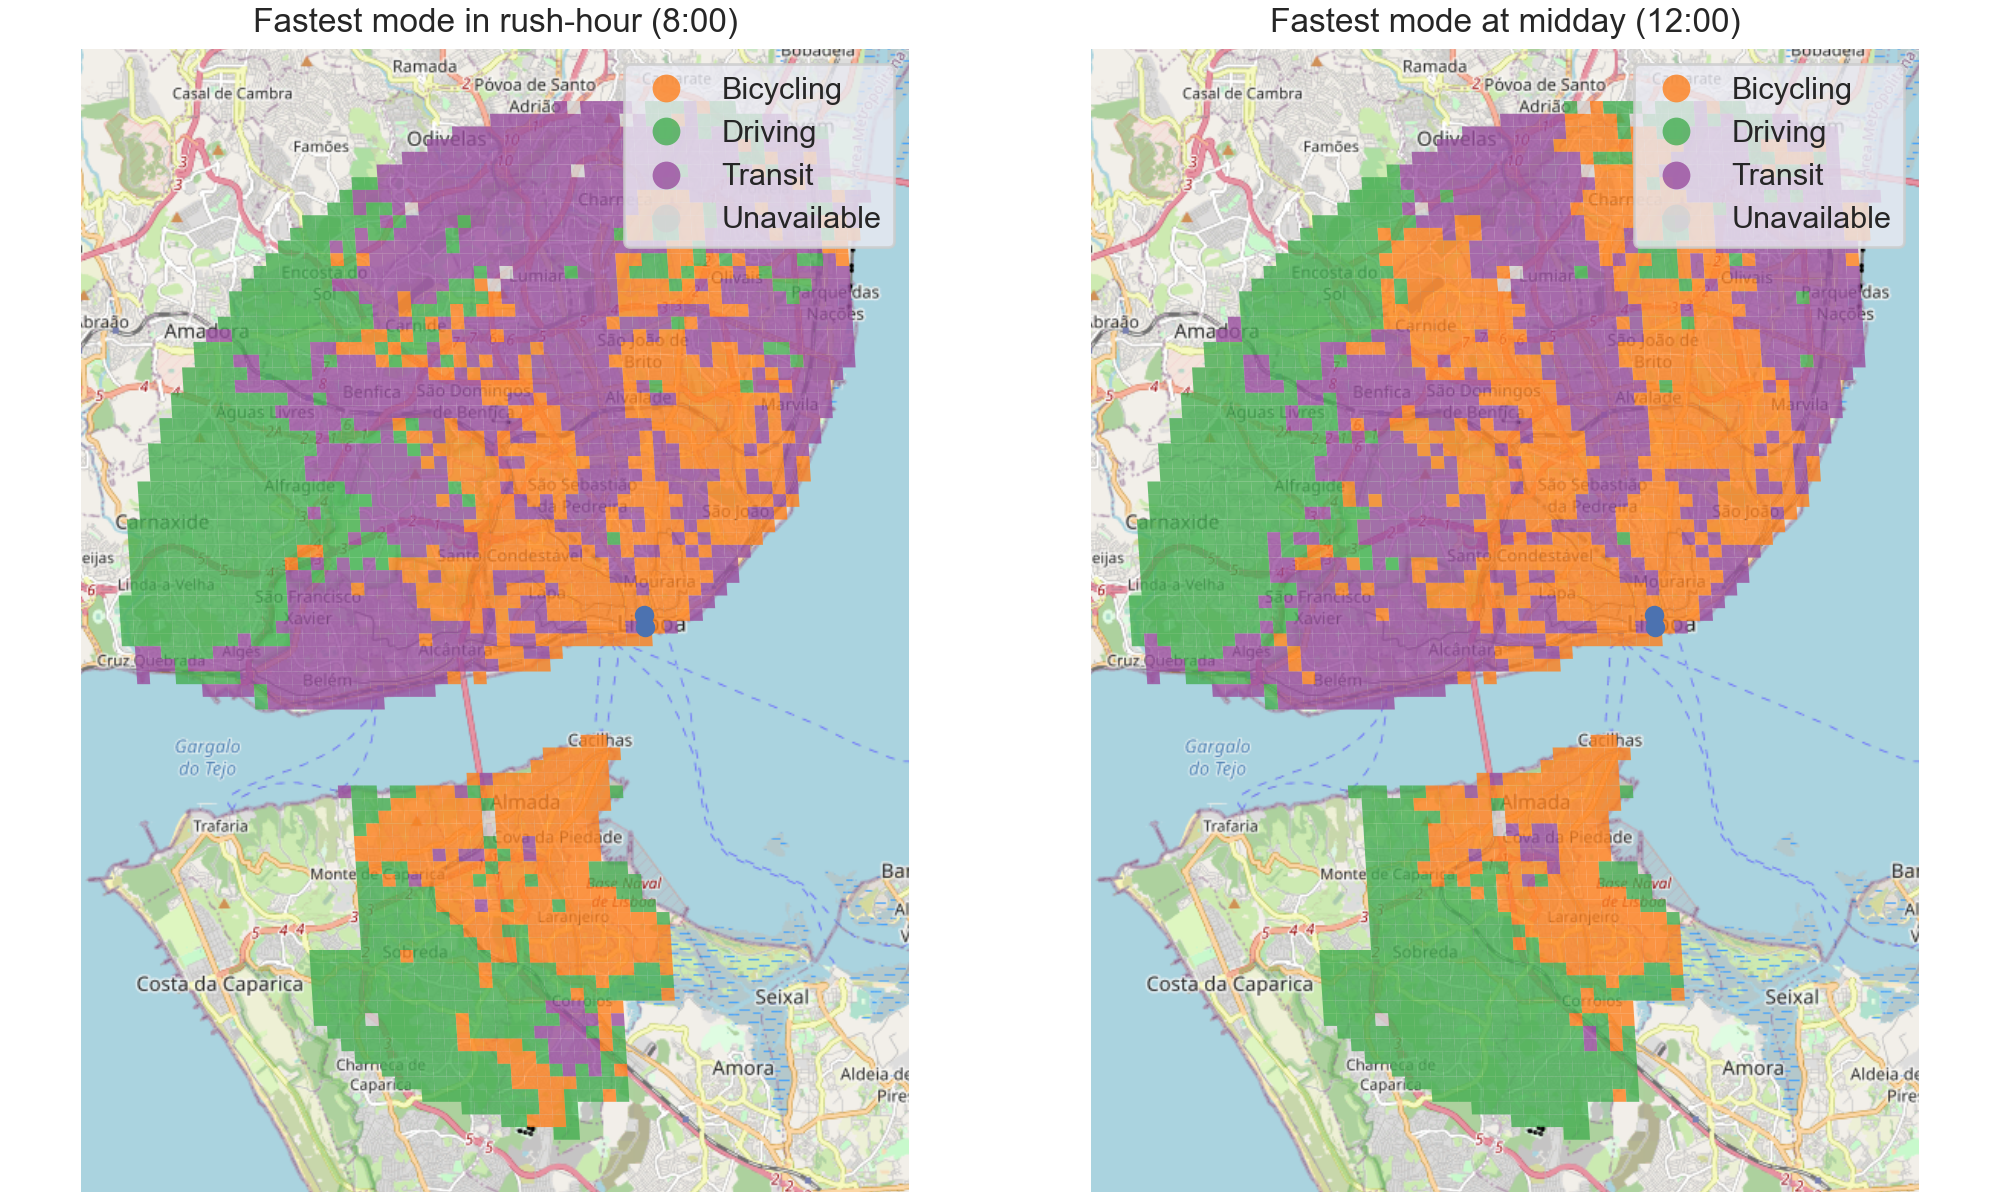 Fastest mode in rush-hour (8:00)
Bobadela
Ramada
Póvoa de Santo
Adrião
Casal de Cambra
Odivelas
Famões
Bicycling
Driving
Transit
Unavailable
Encosta do
Sol
Lumiar
Olivais
Parque das
Nações
Amadora
Carnide
São João de
Brito
Benfica
São Domingos
de Benfica
Alvalade
Marvila
Águas Livres
Alfragide
São Sebastião
da Pedreira
São João
Carnaxide
Santo Condestável
Linda-a-Velha
Mouraria
São Francisco
Xavier
Lapa
Algés
Alcântara
Cruz Quebrada
Belém
Gargalo
do Tejo
Cacilhas
Almada
Trafaria
Cova da Piedade
Monte de Caparica
Base Naval
de Lisboa
Laranjeiro
Sobreda
Costa da Caparica
Corroios
Seixal
Charneca de
Caparica
Amora
Aldeia de
Fastest mode at midday (12:00)
Bobadela
Ramada
Póvoa de Santo
Adrião
Casal de Cambra
Odivelas
Famões
Bicycling
Driving
Transit
Unavailable
Encosta do
Sol
Lumiar
Olivais
Parque das
Nações
Amadora
Carnide
São João de
Brito
Benfica
São Domingos
de Benfica
Alvalade
Marvila
Águas Livres
Alfragide
São Sebastião
da Pedreira
São João
Carnaxide
Santo Condestável
Linda-a-Velha
Mouraria
São Francisco
Xavier
Lapa
Algés
Alcântara
Cruz Quebrada
Belém
Gargalo
do Tejo
Cacilhas
Almada
Trafaria
Cova da Piedade
Monte de Caparica
Base Naval
de Lisboa
Laranjeiro
Sobreda
Costa da Caparica
Corroios
Seixal
Charneca de
Caparica
Amora
Aldeia de